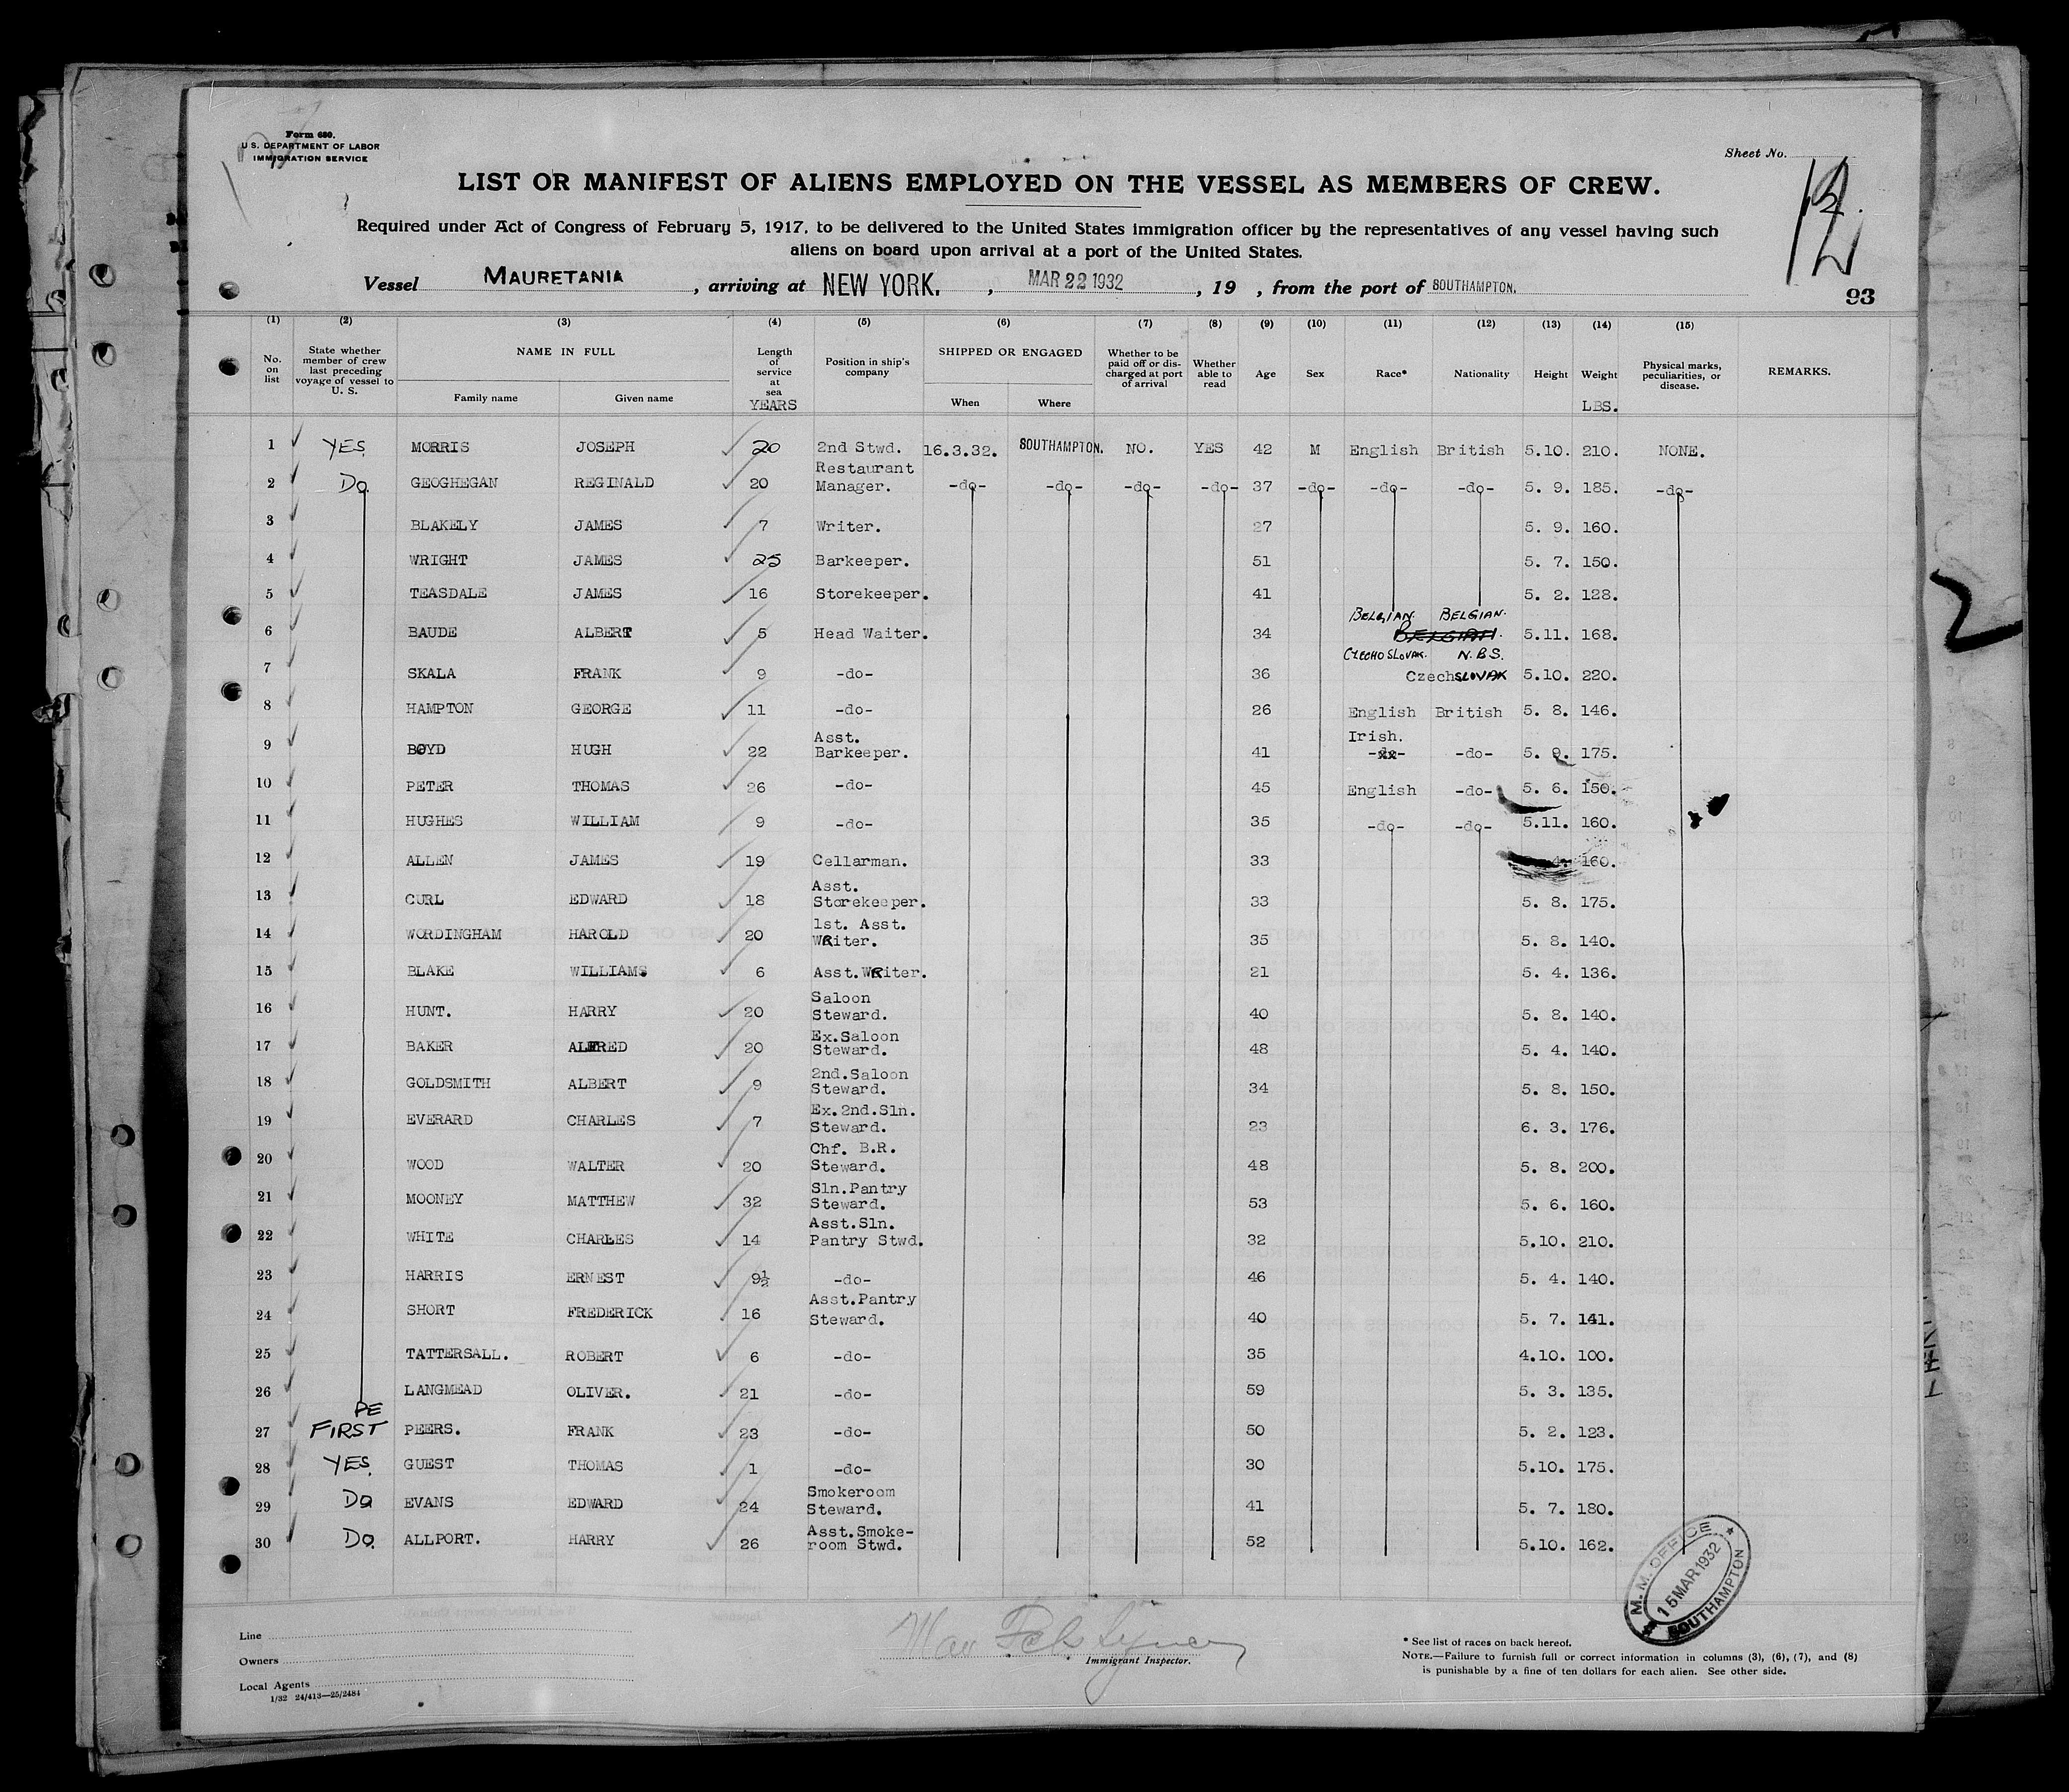 Form 680.
U.S. DEPARTMENT OF LABOR
IMMIGRATION SERVICE
Sheet No.
LIST OR MANIFEST OF ALIENS EMPLOYED ON THE VESSEL AS MEMBERS OF CREW.
Required under Act of Congress of February 5, 1917, to be delivered to the United States immigration officer by the representatives of any vessel having such
aliens on board upon arrival at a port of the United States.
Vessel MAURETANIA, arriving at NEW YORK., MAR 22 1932, 19 , from the port of SOUTHAMPTON.
93
(1) (2) (3) (4) (5) (6) (7) (8) (9) (10) (11) (12) (13) (14) (15)
No. on list
State whether member of crew last preceding voyage of vessel to U. S.
NAME IN FULL
Family name
Given name
Length of service at sea
YEARS
Position in ship's company
SHIPPED OR ENGAGED
When
Where
Whether to be paid off or discharged at port of arrival
Whether able to read
Age
Sex
Race*
Nationality
Height
Weight
LBS.
Physical marks, peculiarities, or disease.
REMARKS.
1 YES MORRIS JOSEPH 20 2nd Stwd. 16.3.32. SOUTHAMPTON. NO. YES 42 M English British 5.10. 210. NONE.
2 Do GEOGHEGAN REGINALD 20 Restaurant Manager. -do- -do- -do- -do- 37 -do- -do- -do- 5. 9. 185. -do-
3 BLAKELY JAMES 7 Writer. 27 5. 9. 160.
4 WRIGHT JAMES 25 Barkeeper. 51 5. 7. 150.
5 TEASDALE JAMES 16 Storekeeper. 41 5. 2. 128.
6 BAUDE ALBERT 5 Head Waiter. 34 BELGIAN. BELGIAN. 5.11. 168.
7 SKALA FRANK 9 -do- 36 CZECHOSLOVAK. N.B.S. CzechSLOVAK 5.10. 220.
8 HAMPTON GEORGE 11 -do- 26 English British 5. 8. 146.
9 BOYD HUGH 22 Asst. Barkeeper. 41 Irish. -do- 5. 9. 175.
10 PETER THOMAS 26 -do- 45 English -do- 5. 6. 150.
11 HUGHES WILLIAM 9 -do- 35 -do- -do- 5.11. 160.
12 ALLEN JAMES 19 Cellarman. 33 160.
13 CURL EDWARD 18 Asst. Storekeeper. 33 5. 8. 175.
14 WORDINGHAM HAROLD 20 1st. Asst. WRiter. 35 5. 8. 140.
15 BLAKE WILLIAMS 6 Asst.WRiter. 21 5. 4. 136.
16 HUNT. HARRY 20 Saloon Steward. 40 5. 8. 140.
17 BAKER ALFRED 20 Ex.Saloon Steward. 48 5. 4. 140.
18 GOLDSMITH ALBERT 9 2nd.Saloon Steward. 34 5. 8. 150.
19 EVERARD CHARLES 7 Ex.2nd.Sln. Steward. 23 6. 3. 176.
20 WOOD WALTER 20 Chf. B.R. Steward. 48 5. 8. 200.
21 MOONEY MATTHEW 32 Sln.Pantry Steward. 53 5. 6. 160.
22 WHITE CHARLES 14 Asst.Sln. Pantry Stwd. 32 5.10. 210.
23 HARRIS ERNEST 9½ -do- 46 5. 4. 140.
24 SHORT FREDERICK 16 Asst.Pantry Steward. 40 5. 7. 141.
25 TATTERSALL. ROBERT 6 -do- 35 4.10. 100.
26 LANGMEAD OLIVER. 21 -do- 59 5. 3. 135.
27 FIRST PEERS. FRANK 23 -do- 50 5. 2. 123.
28 YES. GUEST THOMAS 1 -do- 30 5.10. 175.
29 Do EVANS EDWARD 24 Smokeroom Steward. 41 5. 7. 180.
30 Do. ALLPORT. HARRY 26 Asst.Smoke-room Stwd. 52 5.10. 162.
M. M. OFFICE
15 MAR 1932
SOUTHAMPTON
Line
Owners
Local Agents
1/32 24/413—25/2484
Immigrant Inspector.
* See list of races on back hereof.
NOTE.—Failure to furnish full or correct information in columns (3), (6), (7), and (8)
is punishable by a fine of ten dollars for each alien. See other side.